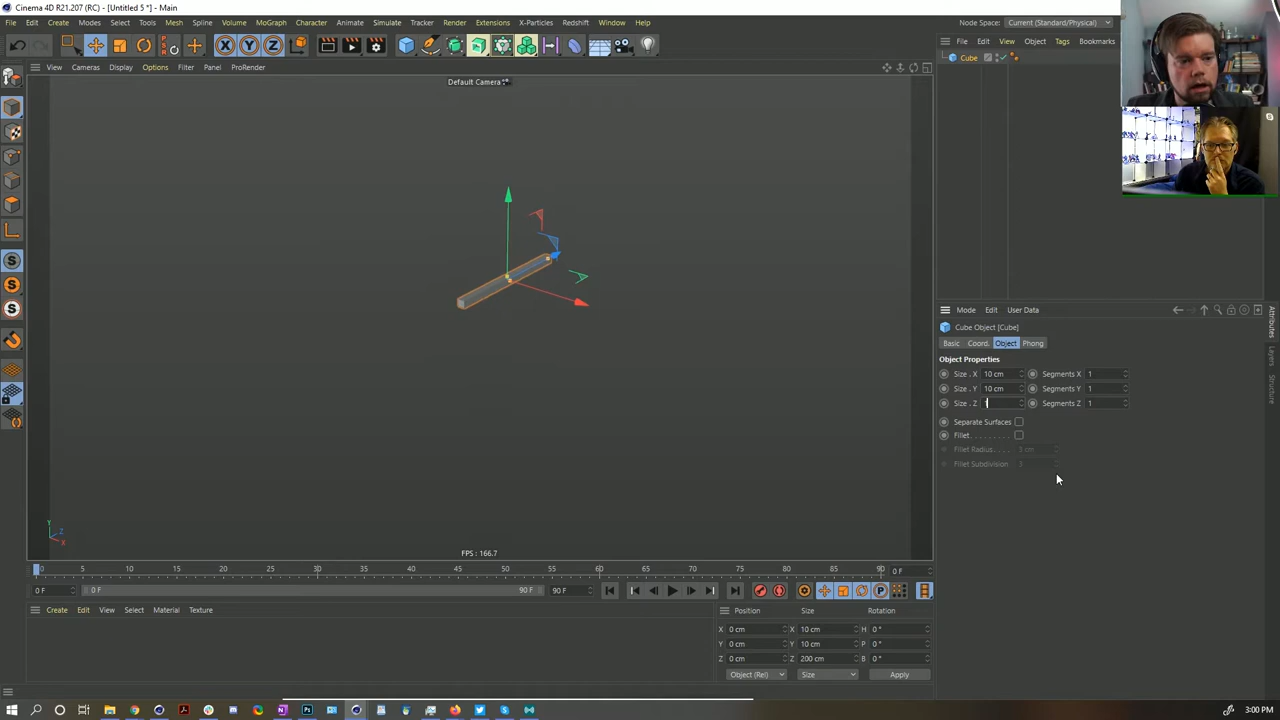 Cinema 4D R21.207 (RC) - [Untitled 5 *] - Main
File Edit Create Modes Select Tools Mesh Spline Volume MoGraph Character Animate Simulate Tracker Render Extensions X-Particles Redshift Window Help
Node Space: Current (Standard/Physical)
File Edit View Object Tags Bookmarks
View Cameras Display Options Filter Panel ProRender
Default Camera
Cube
X Y Z
Mode Edit User Data
Cube Object [Cube]
Basic Coord. Object Phong
Object Properties
Size . X 10 cm Segments X 1
Size . Y 10 cm Segments Y 1
Size . Z 1 Segments Z 1
Separate Surfaces
Fillet . . . . . . . .
Fillet Radius. . . .
Fillet Subdivision 3
Attributes
Layers
Structure
Y
Z
X
FPS : 166.7
0 5 10 15 20 25 30 35 40 45 50 55 60 65 70 75 80 85 90 0 F
0 F 0 F 90 F 90 F
P
Create Edit View Select Material Texture
Position Size Rotation
X 0 cm X 10 cm H 0 °
Y 0 cm Y 10 cm P 0 °
Z 0 cm Z 200 cm B 0 °
Object (Rel) Size Apply
3:00 PM